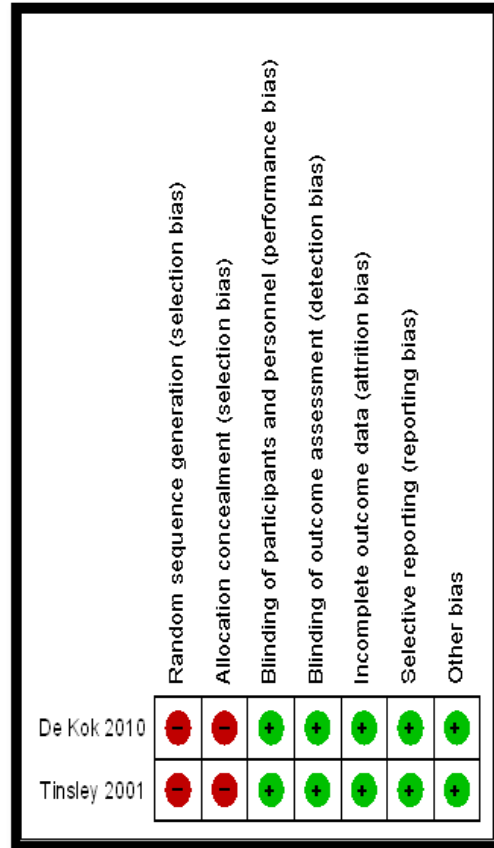 Random sequence generation (selection bias)
Allocation concealment (selection bias)
Blinding of participants and personnel (performance bias)
Blinding of outcome assessment (detection bias)
Incomplete outcome data (attrition bias)
Selective reporting (reporting bias)
Other bias
De Kok 2010 - - + + + + +
Tinsley 2001 - - + + + + +